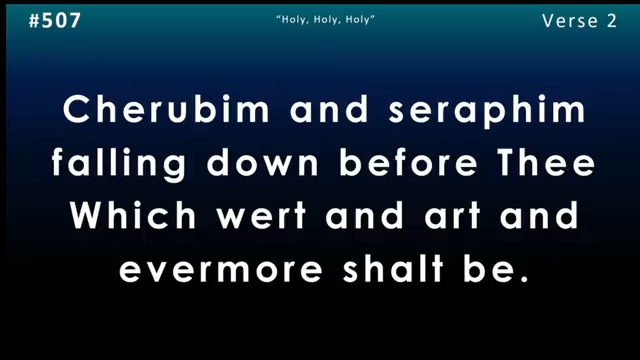 #507 "Holy, Holy, Holy" Verse 2
Cherubim and seraphim
falling down before Thee
Which wert and art and
evermore shalt be.